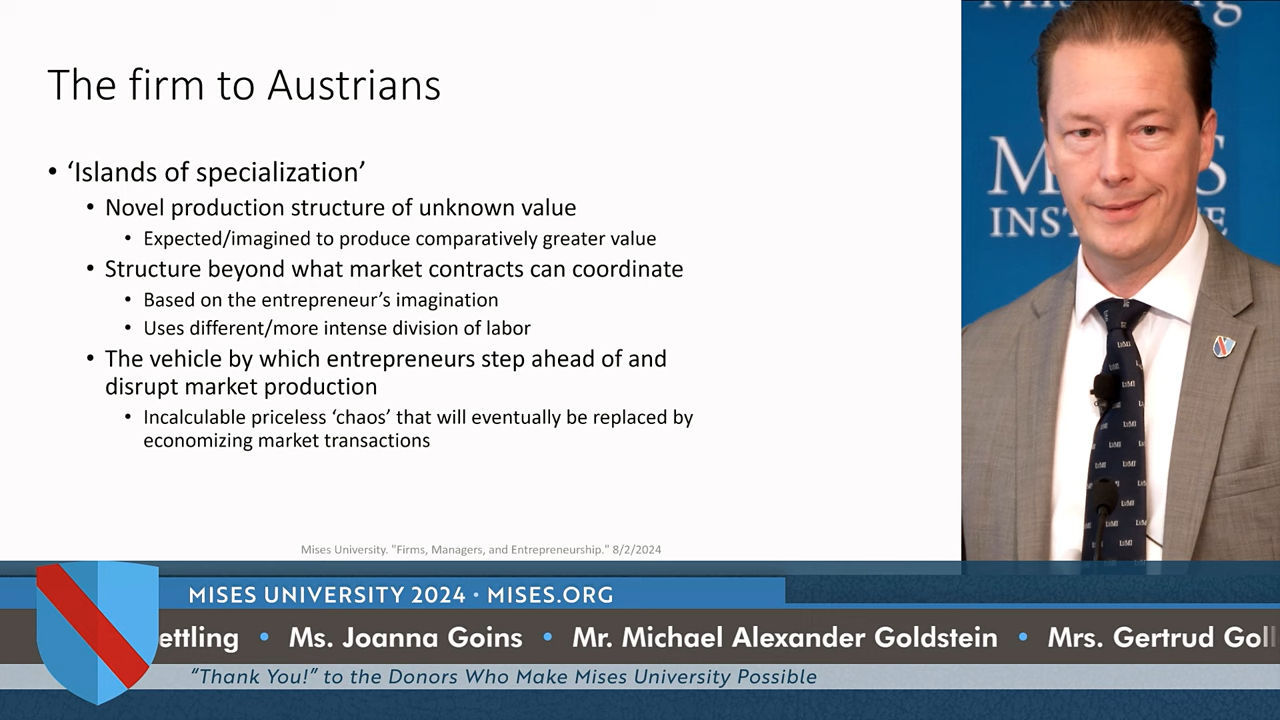 The firm to Austrians
• ‘Islands of specialization’
• Novel production structure of unknown value
• Expected/imagined to produce comparatively greater value
• Structure beyond what market contracts can coordinate
• Based on the entrepreneur’s imagination
• Uses different/more intense division of labor
• The vehicle by which entrepreneurs step ahead of and
disrupt market production
• Incalculable priceless ‘chaos’ that will eventually be replaced by
economizing market transactions
Mises University. "Firms, Managers, and Entrepreneurship." 8/2/2024
INST
MISES UNIVERSITY 2024 • MISES.ORG
ettling • Ms. Joanna Goins • Mr. Michael Alexander Goldstein • Mrs. Gertrud Gol
“Thank You!” to the Donors Who Make Mises University Possible